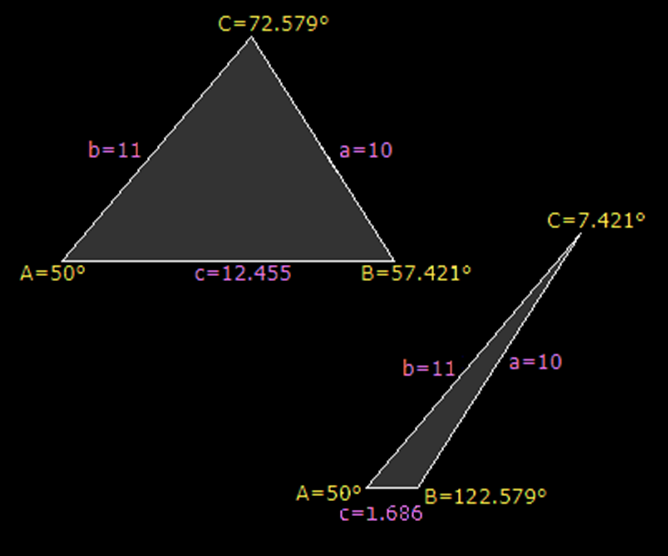 C=72.579°
b=11
a=10
A=50°
c=12.455
B=57.421°
C=7.421°
b=11
a=10
A=50°
B=122.579°
c=1.686